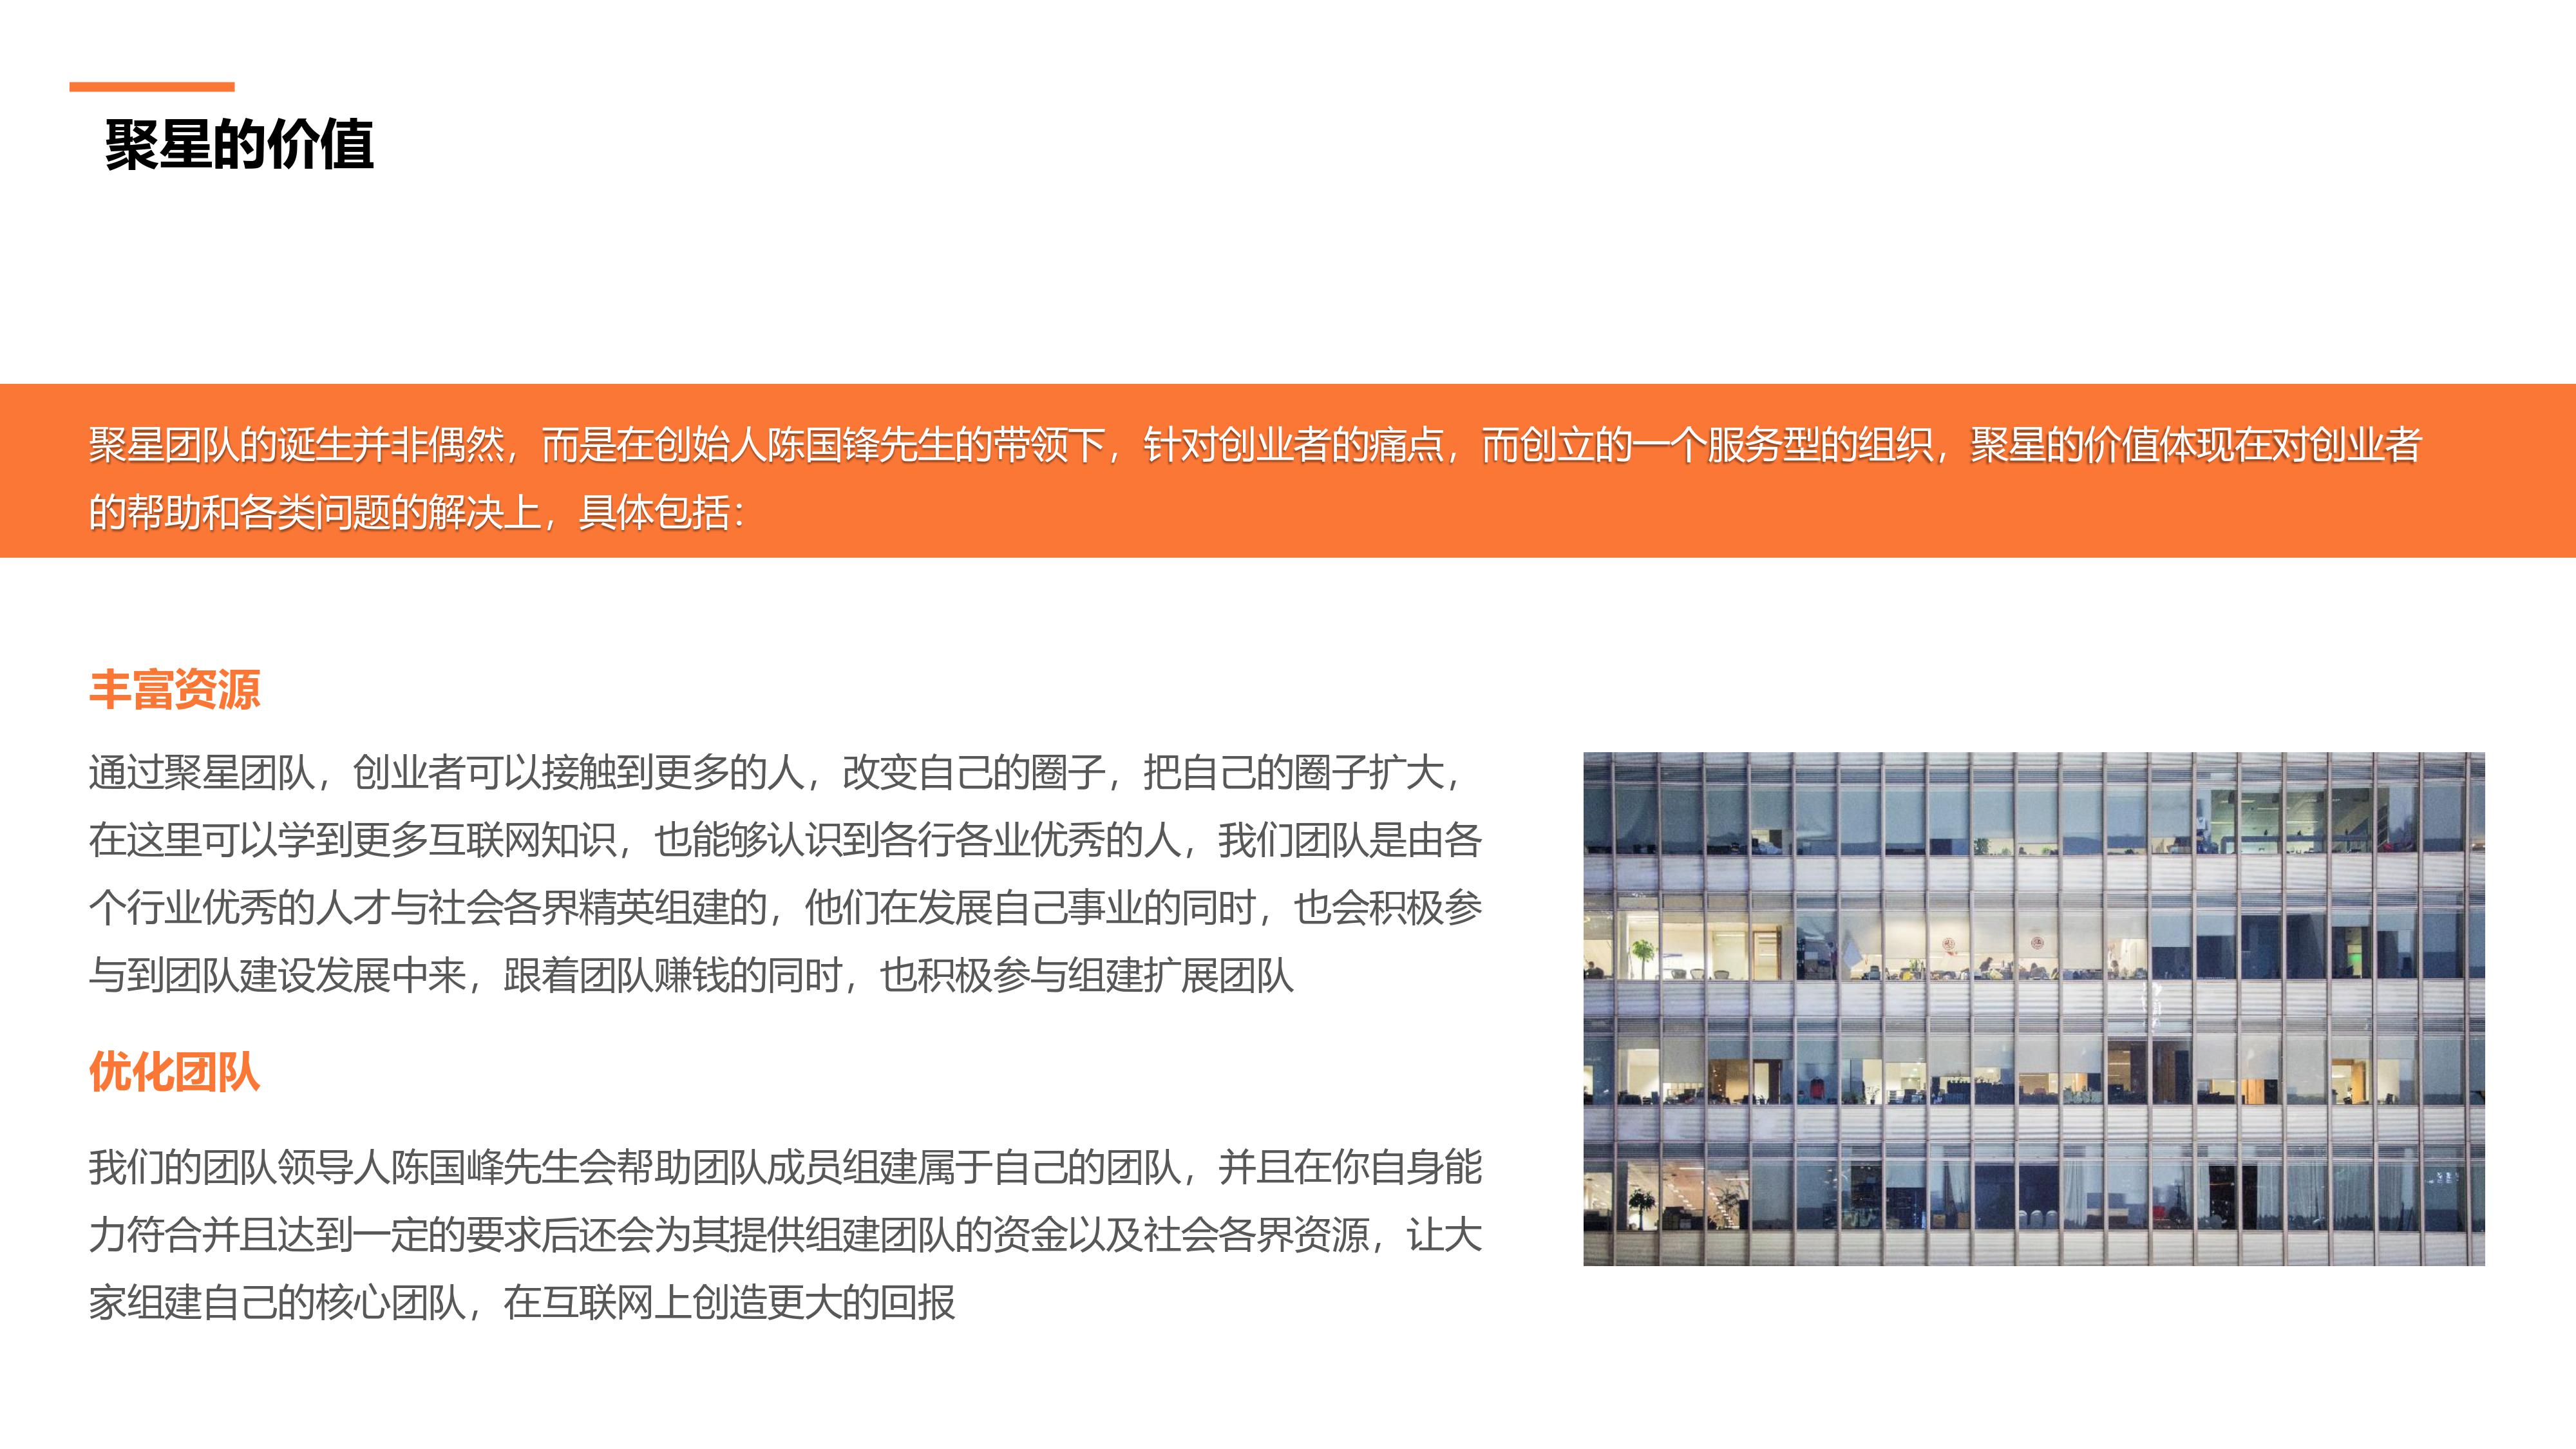 聚星的价值
聚星团队的诞生并非偶然，而是在创始人陈国锋先生的带领下，针对创业者的痛点，而创立的一个服务型的组织，聚星的价值体现在对创业者
的帮助和各类问题的解决上，具体包括：
丰富资源
通过聚星团队，创业者可以接触到更多的人，改变自己的圈子，把自己的圈子扩大，
在这里可以学到更多互联网知识，也能够认识到各行各业优秀的人，我们团队是由各
个行业优秀的人才与社会各界精英组建的，他们在发展自己事业的同时，也会积极参
与到团队建设发展中来，跟着团队赚钱的同时，也积极参与组建扩展团队
优化团队
我们的团队领导人陈国峰先生会帮助团队成员组建属于自己的团队，并且在你自身能
力符合并且达到一定的要求后还会为其提供组建团队的资金以及社会各界资源，让大
家组建自己的核心团队，在互联网上创造更大的回报